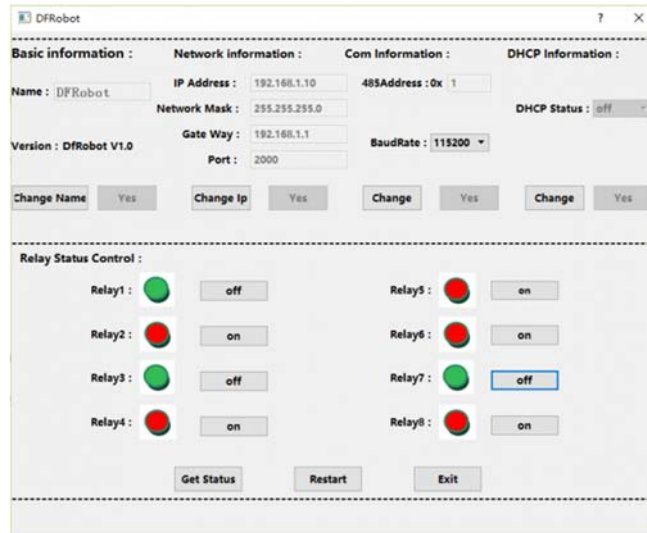 DFRobot
? ×
Basic information : Network information : Com Information : DHCP Information :
Name : DFRobot IP Address : 192.168.1.10 485Address : 0x 1
Network Mask : 255.255.255.0 DHCP Status : off
Version : DfRobot V1.0 Gate Way : 192.168.1.1 BaudRate : 115200
Port : 2000
Change Name Yes Change Ip Yes Change Yes Change Yes
Relay Status Control :
Relay1 : off Relay5 : on
Relay2 : on Relay6 : on
Relay3 : off Relay7 : off
Relay4 : on Relay8 : on
Get Status Restart Exit